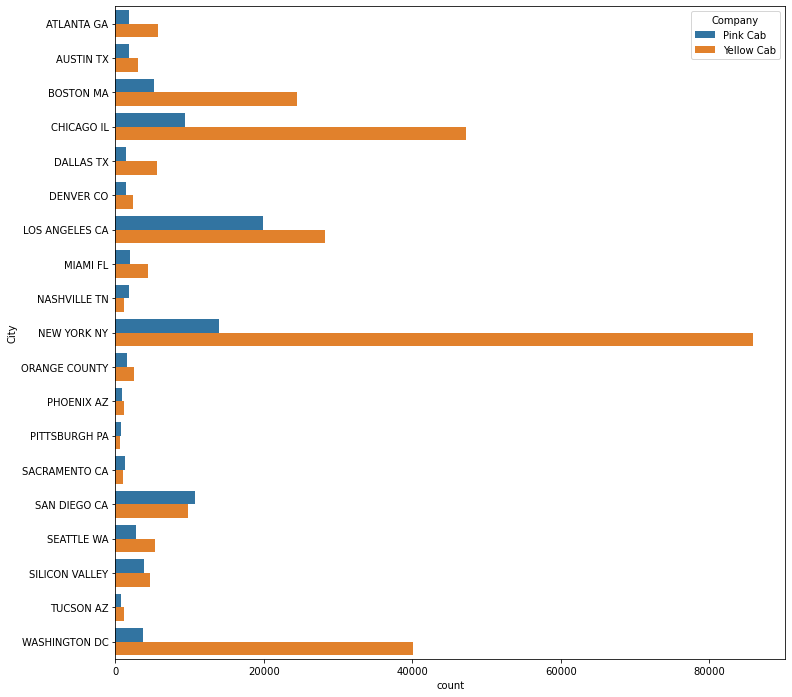 Company
Pink Cab
Yellow Cab
City
ATLANTA GA
AUSTIN TX
BOSTON MA
CHICAGO IL
DALLAS TX
DENVER CO
LOS ANGELES CA
MIAMI FL
NASHVILLE TN
NEW YORK NY
ORANGE COUNTY
PHOENIX AZ
PITTSBURGH PA
SACRAMENTO CA
SAN DIEGO CA
SEATTLE WA
SILICON VALLEY
TUCSON AZ
WASHINGTON DC
0 20000 40000 60000 80000
count